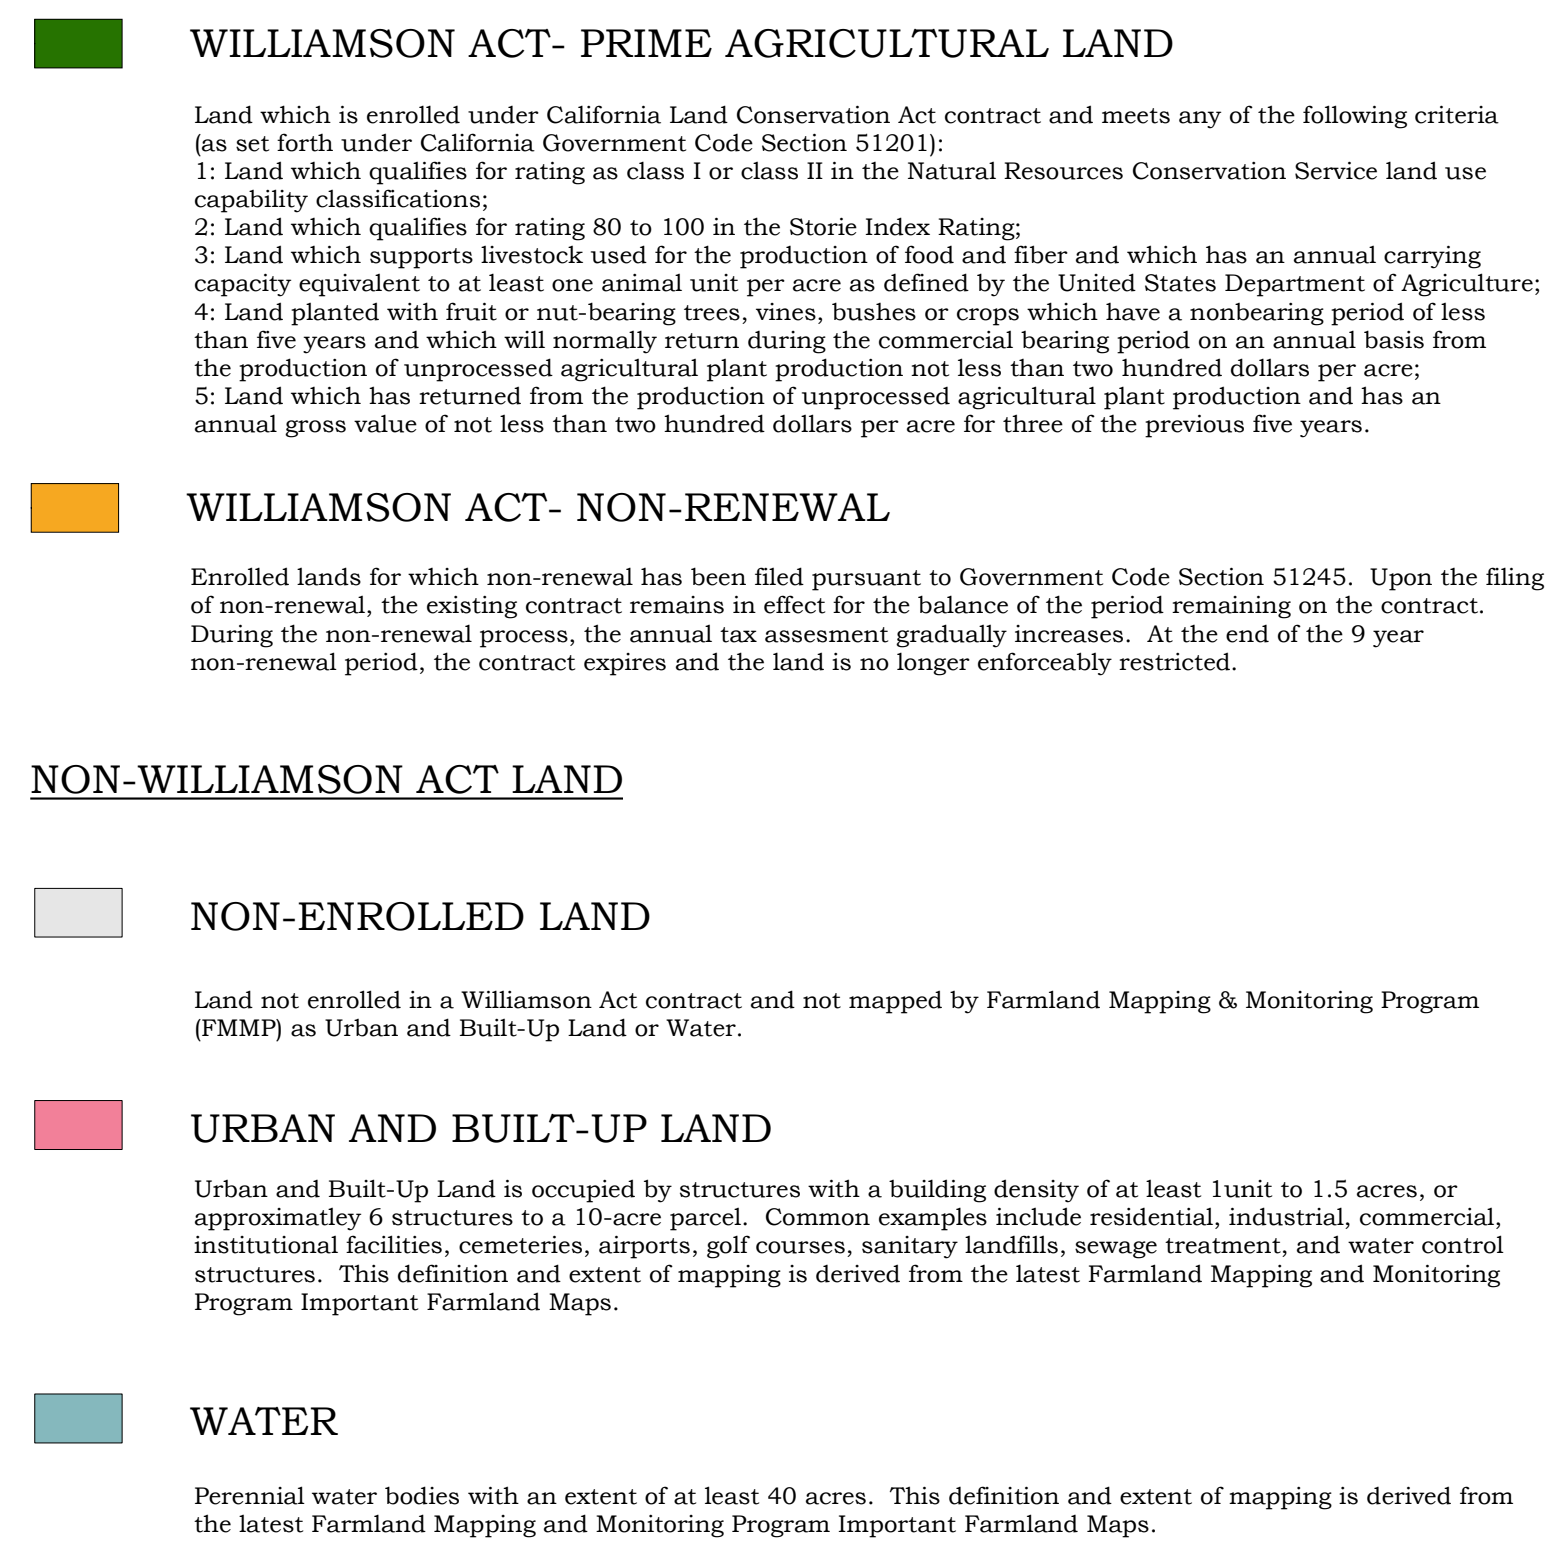 WILLIAMSON ACT- PRIME AGRICULTURAL LAND
Land which is enrolled under California Land Conservation Act contract and meets any of the following criteria
(as set forth under California Government Code Section 51201):
1: Land which qualifies for rating as class I or class II in the Natural Resources Conservation Service land use
capability classifications;
2: Land which qualifies for rating 80 to 100 in the Storie Index Rating;
3: Land which supports livestock used for the production of food and fiber and which has an annual carrying
capacity equivalent to at least one animal unit per acre as defined by the United States Department of Agriculture;
4: Land planted with fruit or nut-bearing trees, vines, bushes or crops which have a nonbearing period of less
than five years and which will normally return during the commercial bearing period on an annual basis from
the production of unprocessed agricultural plant production not less than two hundred dollars per acre;
5: Land which has returned from the production of unprocessed agricultural plant production and has an
annual gross value of not less than two hundred dollars per acre for three of the previous five years.
WILLIAMSON ACT- NON-RENEWAL
Enrolled lands for which non-renewal has been filed pursuant to Government Code Section 51245.  Upon the filing
of non-renewal, the existing contract remains in effect for the balance of the period remaining on the contract.
During the non-renewal process, the annual tax assesment gradually increases.  At the end of the 9 year
non-renewal period, the contract expires and the land is no longer enforceably restricted.
NON-WILLIAMSON ACT LAND
NON-ENROLLED LAND
Land not enrolled in a Williamson Act contract and not mapped by Farmland Mapping & Monitoring Program
(FMMP) as Urban and Built-Up Land or Water.
URBAN AND BUILT-UP LAND
Urban and Built-Up Land is occupied by structures with a building density of at least 1unit to 1.5 acres, or
approximatley 6 structures to a 10-acre parcel.  Common examples include residential, industrial, commercial,
institutional facilities, cemeteries, airports, golf courses, sanitary landfills, sewage treatment, and water control
structures.  This definition and extent of mapping is derived from the latest Farmland Mapping and Monitoring
Program Important Farmland Maps.
WATER
Perennial water bodies with an extent of at least 40 acres.  This definition and extent of mapping is derived from
the latest Farmland Mapping and Monitoring Program Important Farmland Maps.